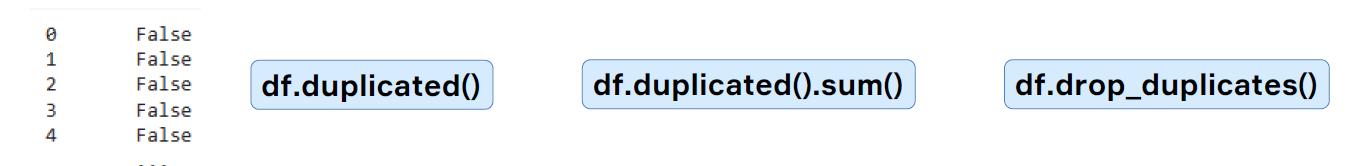 0 False
1 False
2 False
3 False
4 False
...
df.duplicated()
df.duplicated().sum()
df.drop_duplicates()